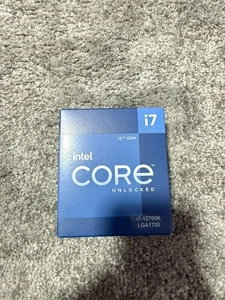 i7
12TH GEN
intel
CORE
UNLOCKED
i7-12700K
LGA1700